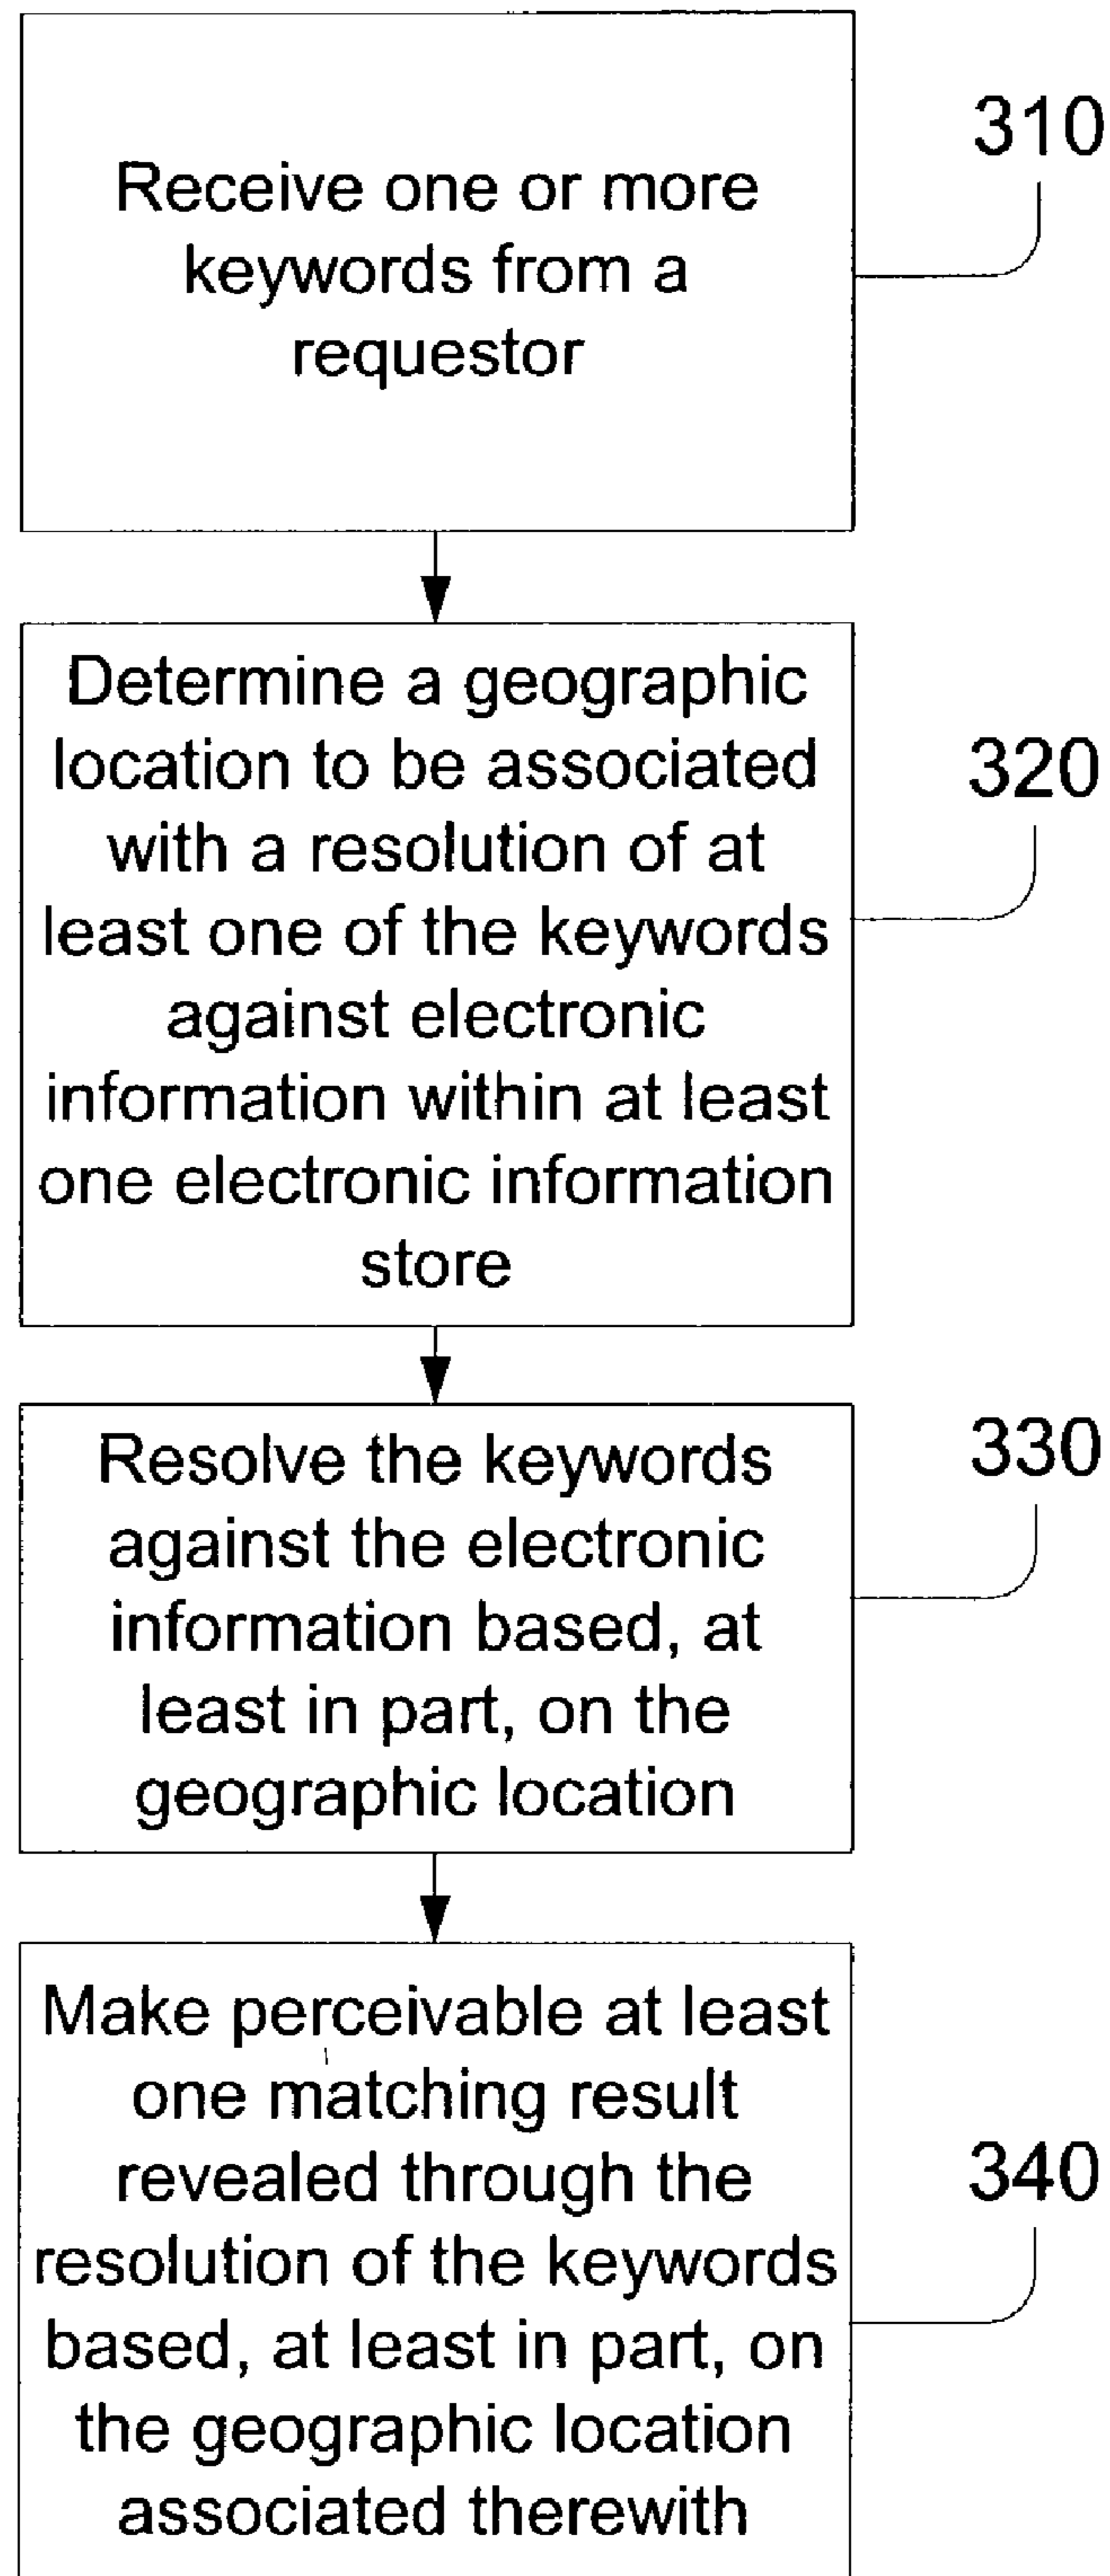 Receive one or more
keywords from a
requestor
310
Determine a geographic
location to be associated
with a resolution of at
least one of the keywords
against electronic
information within at least
one electronic information
store
320
Resolve the keywords
against the electronic
information based, at
least in part, on the
geographic location
330
Make perceivable at least
one matching result
revealed through the
resolution of the keywords
based, at least in part, on
the geographic location
associated therewith
340